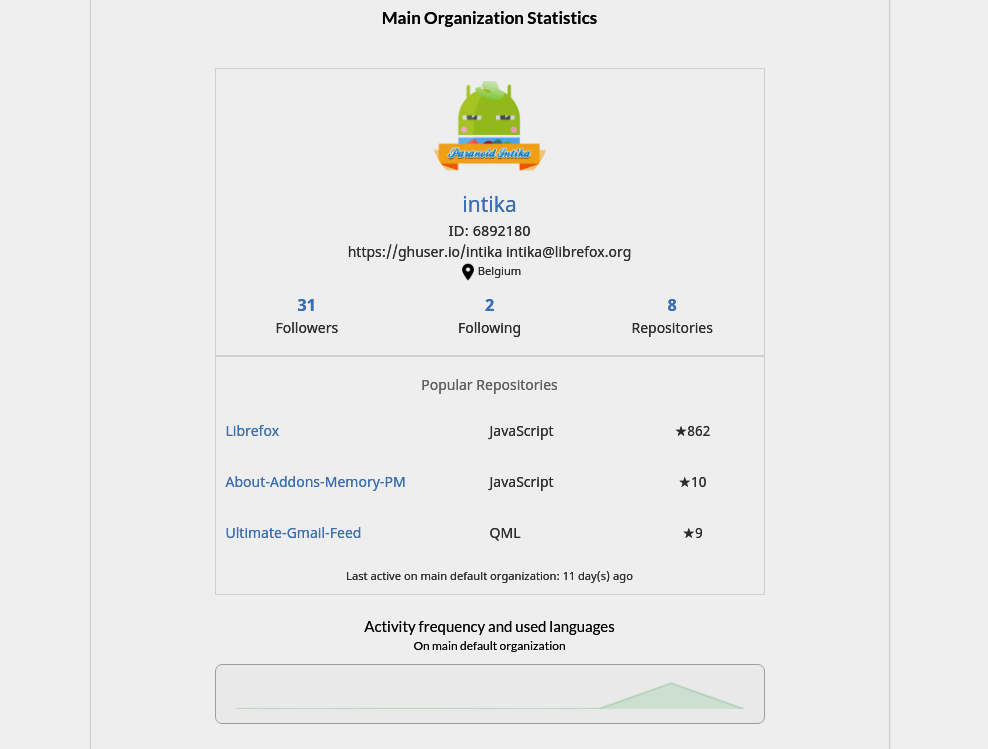 Main Organization Statistics
Paranoid Intika
intika
ID: 6892180
https://ghuser.io/intika intika@librefox.org
Belgium
31 2 8
Followers Following Repositories
Popular Repositories
Librefox JavaScript ★862
About-Addons-Memory-PM JavaScript ★10
Ultimate-Gmail-Feed QML ★9
Last active on main default organization: 11 day(s) ago
Activity frequency and used languages
On main default organization